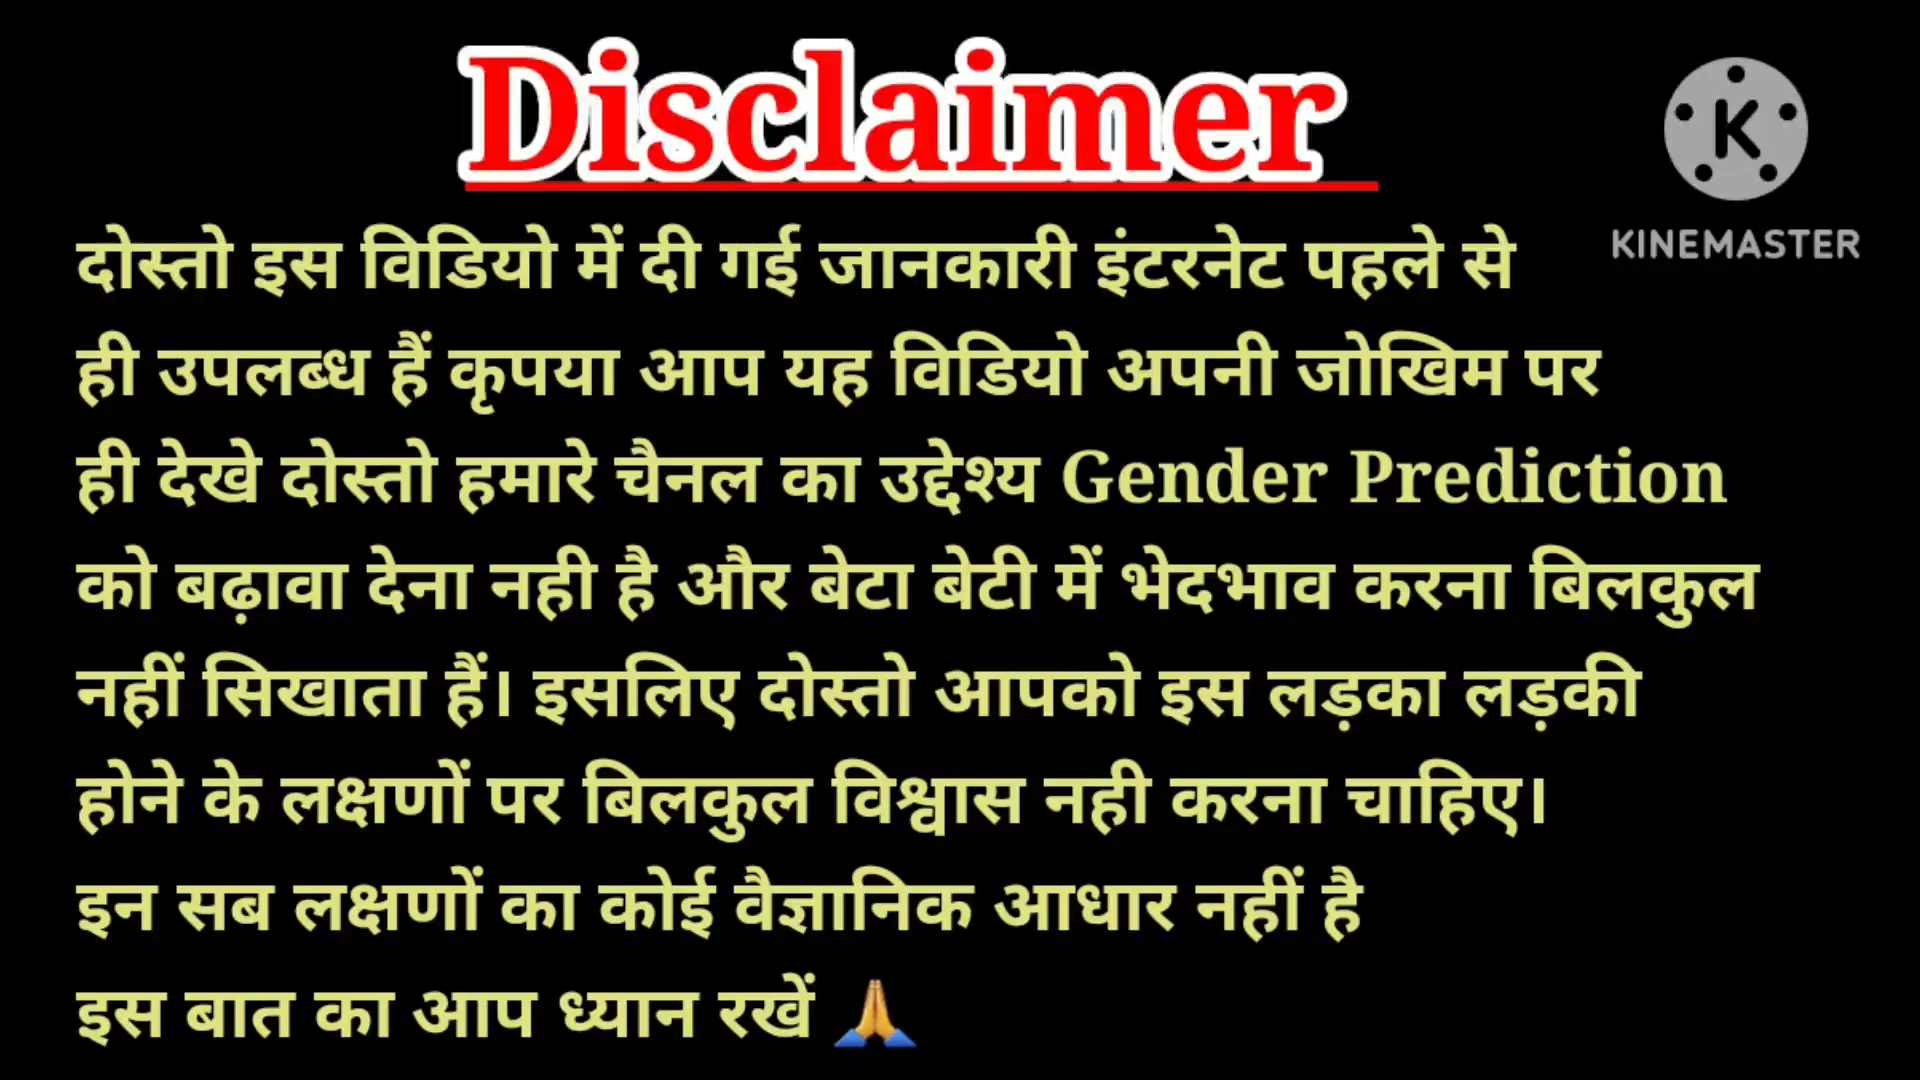 Disclaimer
KINEMASTER
दोस्तो इस विडियो में दी गई जानकारी इंटरनेट पहले से
ही उपलब्ध हैं कृपया आप यह विडियो अपनी जोखिम पर
ही देखे दोस्तो हमारे चैनल का उद्देश्य Gender Prediction
को बढ़ावा देना नही है और बेटा बेटी में भेदभाव करना बिलकुल
नहीं सिखाता हैं। इसलिए दोस्तो आपको इस लड़का लड़की
होने के लक्षणों पर बिलकुल विश्वास नही करना चाहिए।
इन सब लक्षणों का कोई वैज्ञानिक आधार नहीं है
इस बात का आप ध्यान रखें 🙏